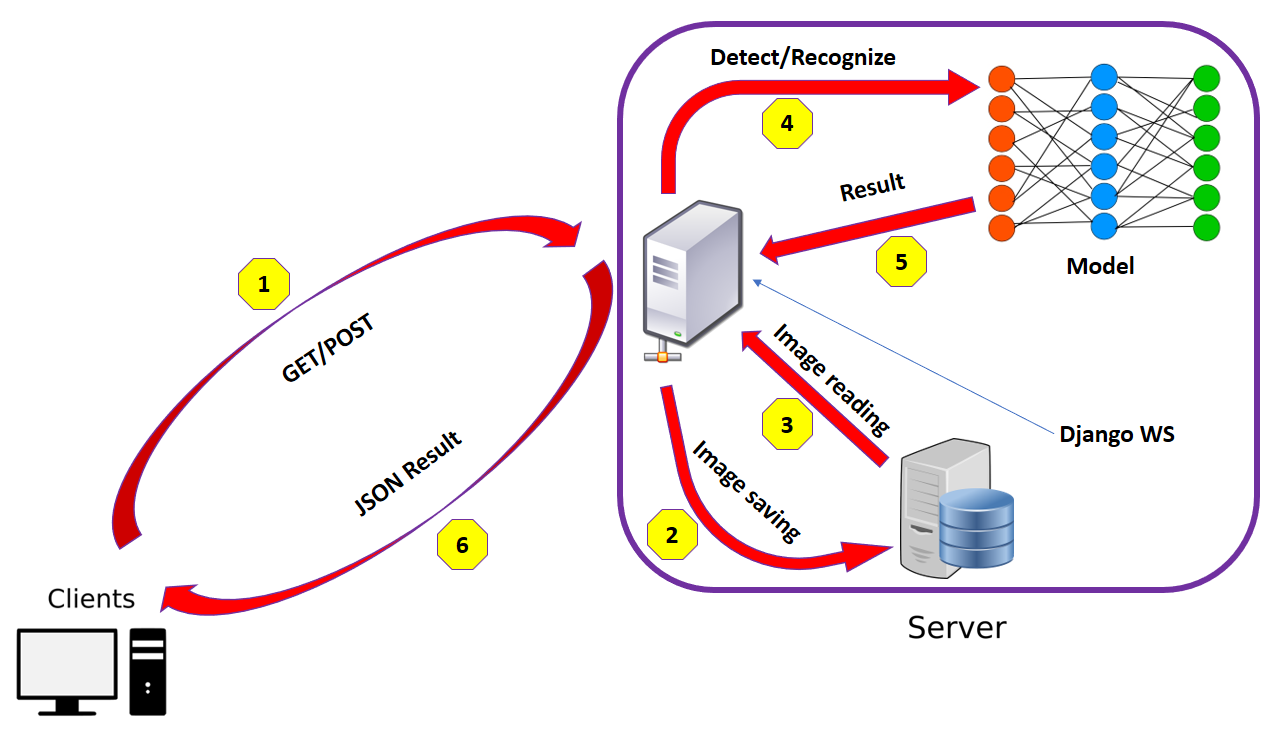 Detect/Recognize
4
Result
5
Model
1
GET/POST
Image reading
3
Django WS
JSON Result
Image saving
2
6
Clients
Server